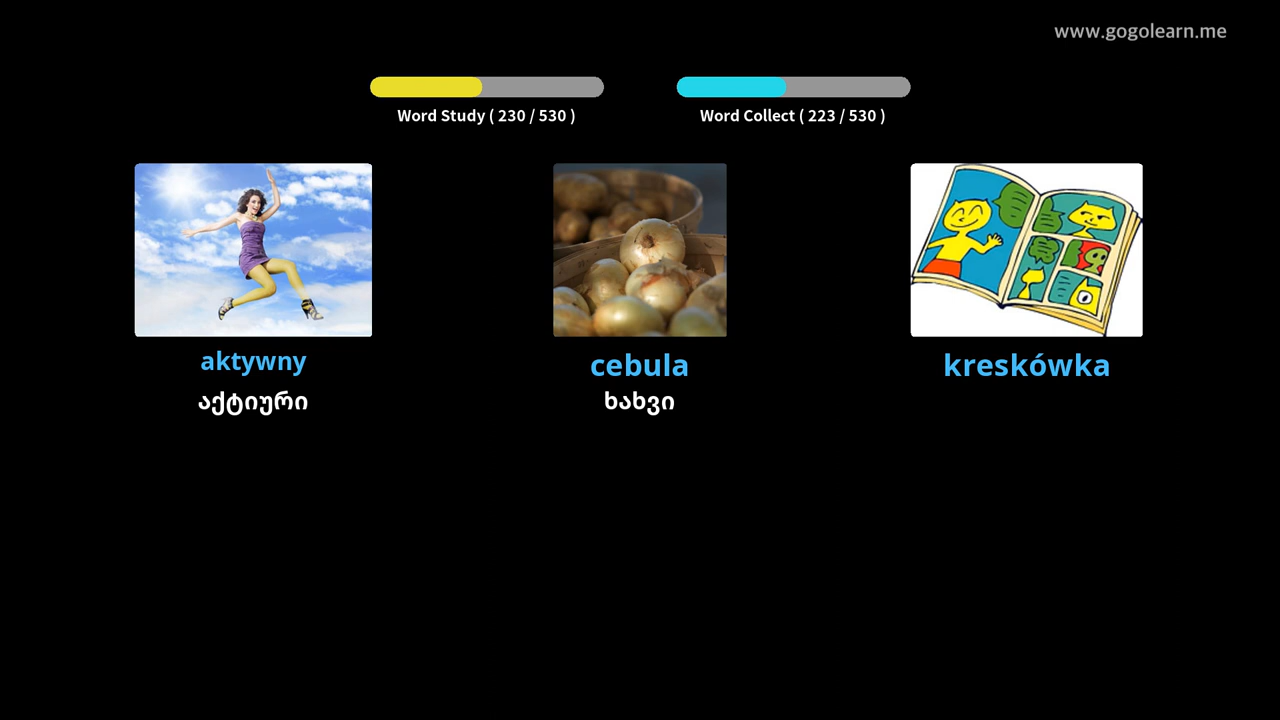 www.gogolearn.me
Word Study ( 230 / 530 )
Word Collect ( 223 / 530 )
aktywny
აქტიური
cebula
ხახვი
kreskówka